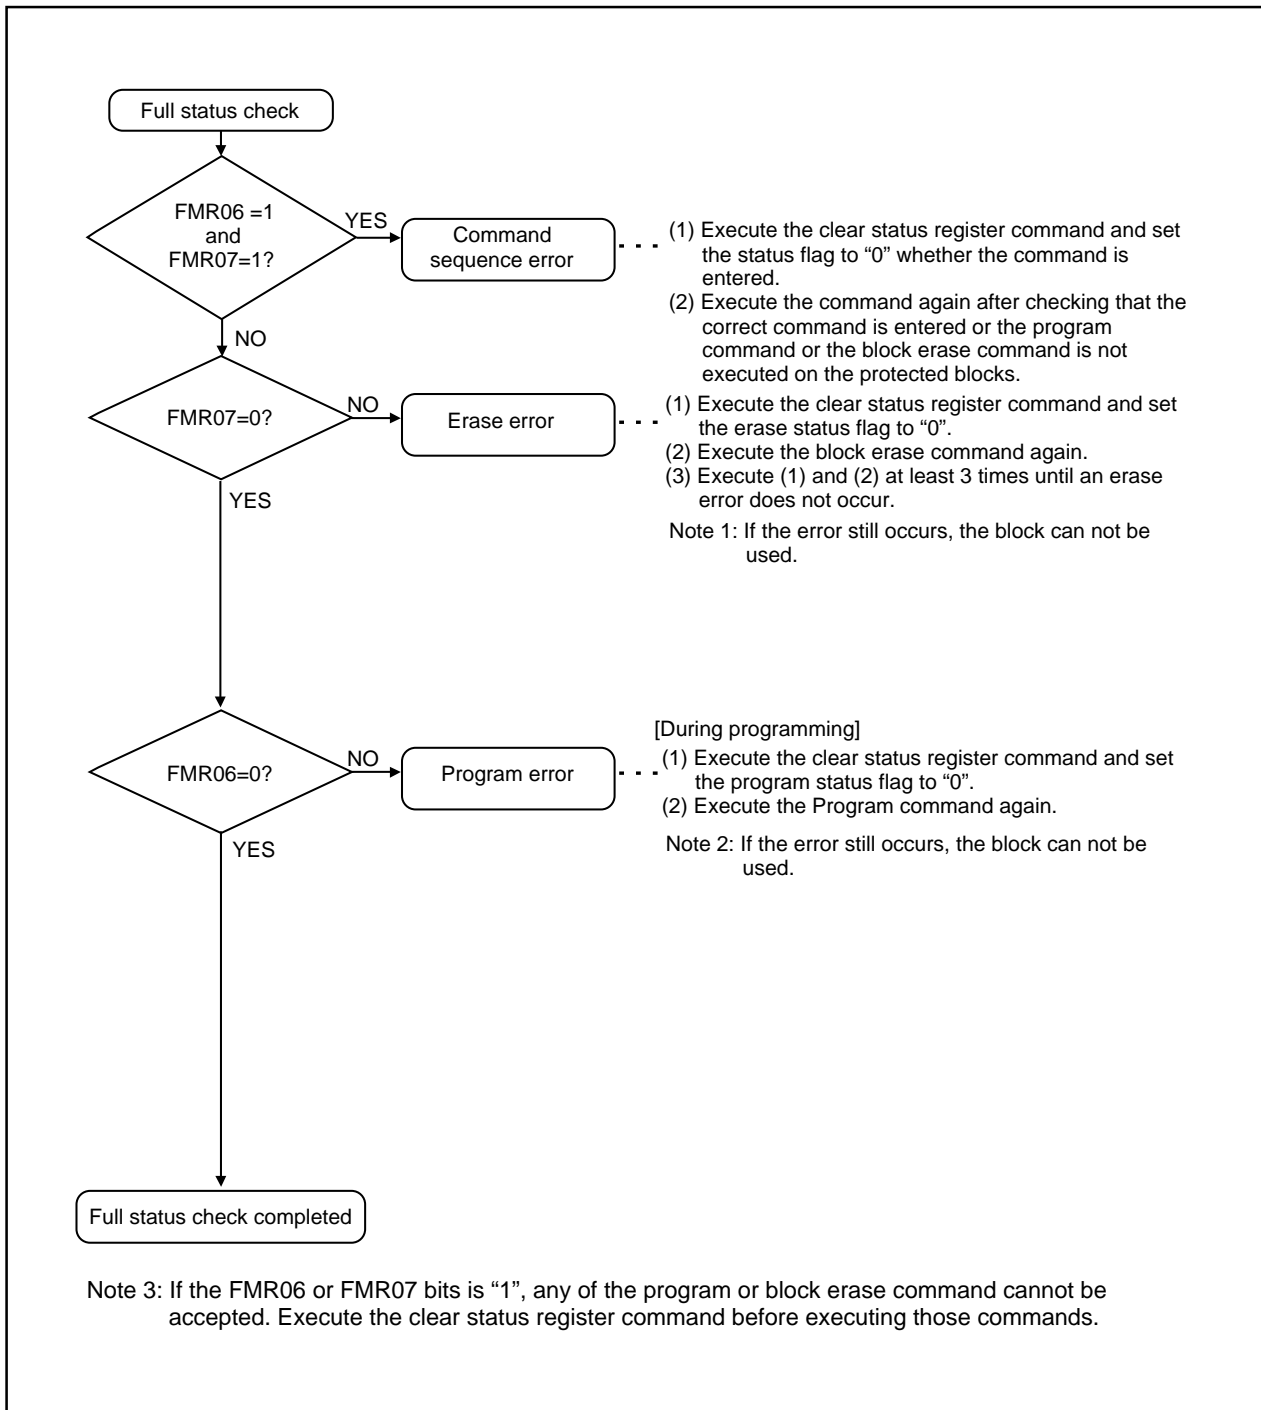 Full status check
FMR06 =1
and
FMR07=1?
YES
Command
sequence error
(1) Execute the clear status register command and set
the status flag to “0” whether the command is
entered.
(2) Execute the command again after checking that the
correct command is entered or the program
command or the block erase command is not
executed on the protected blocks.
NO
FMR07=0?
NO
Erase error
(1) Execute the clear status register command and set
the erase status flag to “0”.
(2) Execute the block erase command again.
(3) Execute (1) and (2) at least 3 times until an erase
error does not occur.
Note 1: If the error still occurs, the block can not be
used.
YES
FMR06=0?
NO
Program error
[During programming]
(1) Execute the clear status register command and set
the program status flag to “0”.
(2) Execute the Program command again.
Note 2: If the error still occurs, the block can not be
used.
YES
Full status check completed
Note 3: If the FMR06 or FMR07 bits is “1”, any of the program or block erase command cannot be
accepted. Execute the clear status register command before executing those commands.